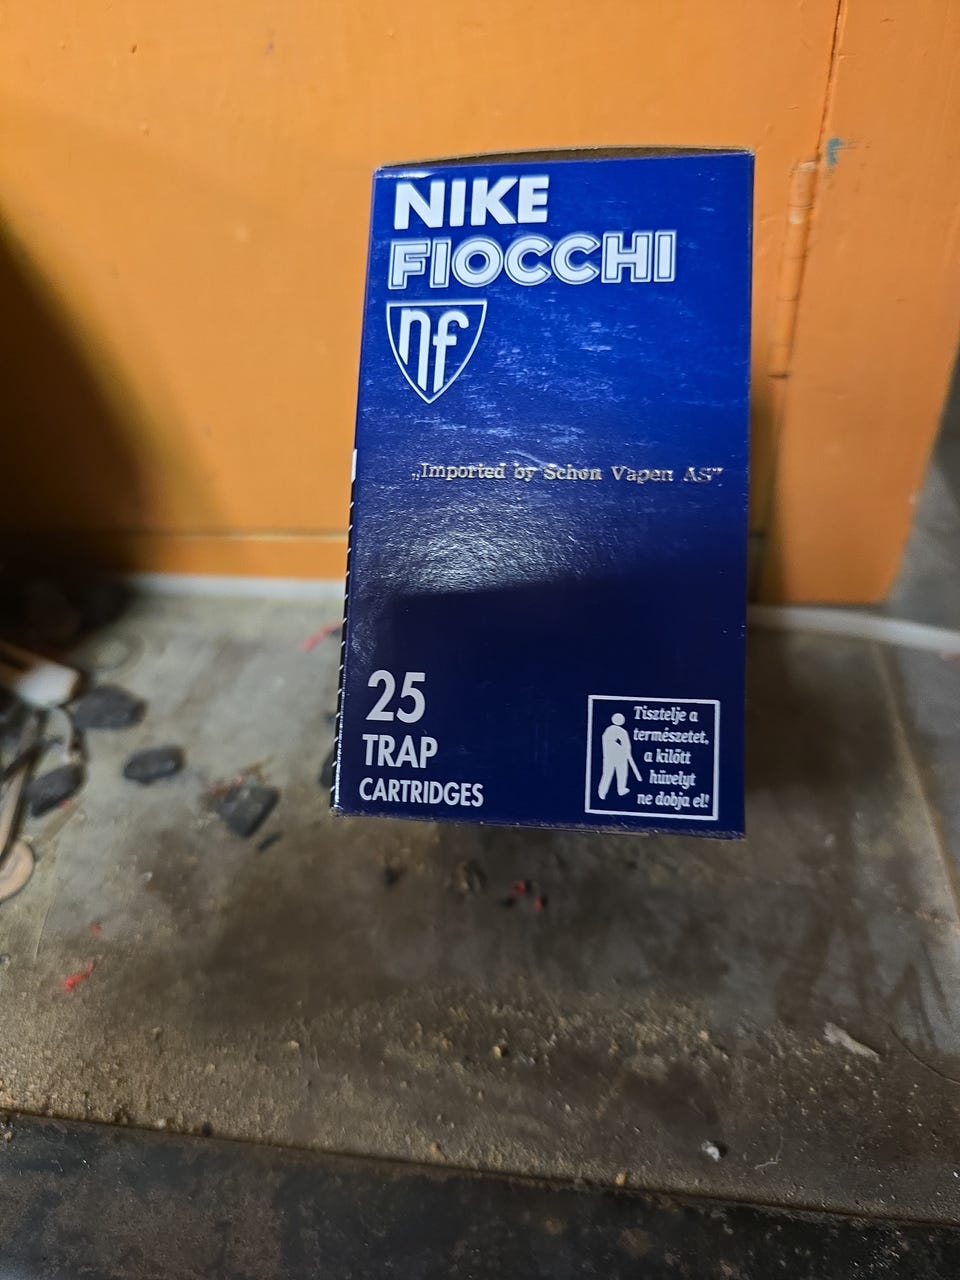 NIKE
FIOCCHI
nf
„Imported by Schon Vapen AS”
25
TRAP
CARTRIDGES
Tisztelje a
természetet,
a kilőtt
hüvelyt
ne dobja el!